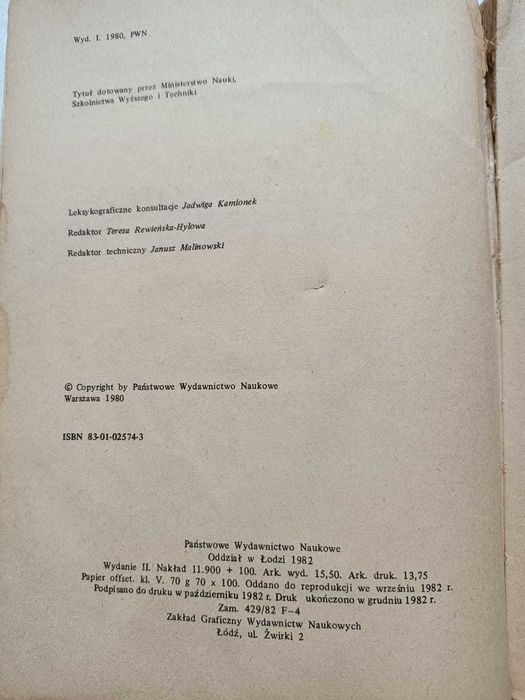 Wyd. I. 1980, PWN
Tytuł dotowany przez Ministerstwo Nauki,
Szkolnictwa Wyższego i Techniki
Leksykograficzne konsultacje Jadwiga Kamionek
Redaktor Teresa Rewieńska-Hyłowa
Redaktor techniczny Janusz Malinowski
© Copyright by Państwowe Wydawnictwo Naukowe
Warszawa 1980
ISBN 83-01-02574-3
Państwowe Wydawnictwo Naukowe
Oddział w Łodzi 1982
Wydanie II. Nakład 11.900 + 100. Ark. wyd. 15,50. Ark. druk. 13,75
Papier offset. kl. V. 70 g 70 x 100. Oddano do reprodukcji we wrześniu 1982 r.
Podpisano do druku w październiku 1982 r. Druk ukończono w grudniu 1982 r.
Zam. 429/82 F-4
Zakład Graficzny Wydawnictw Naukowych
Łódź, ul. Żwirki 2